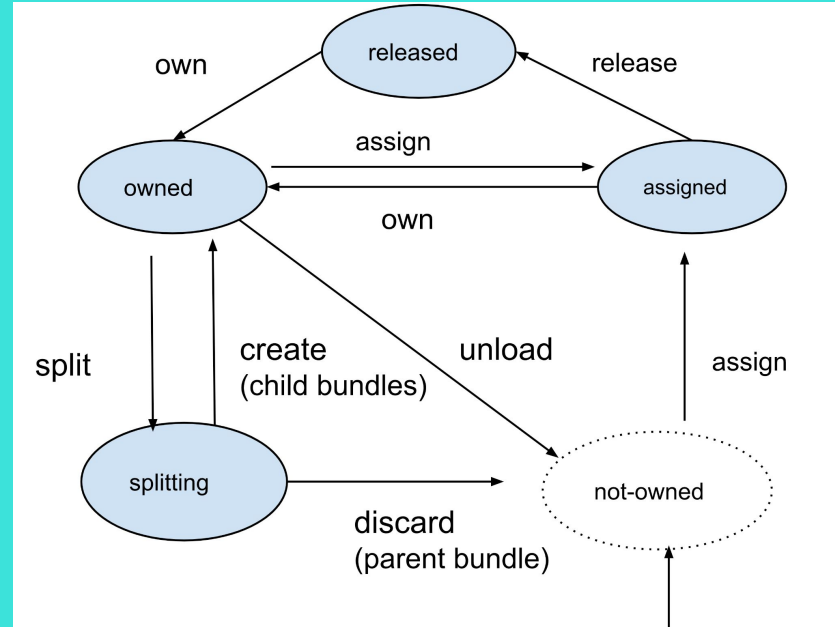 released
own
release
assign
owned
assigned
own
split
create
(child bundles)
unload
assign
splitting
not-owned
discard
(parent bundle)